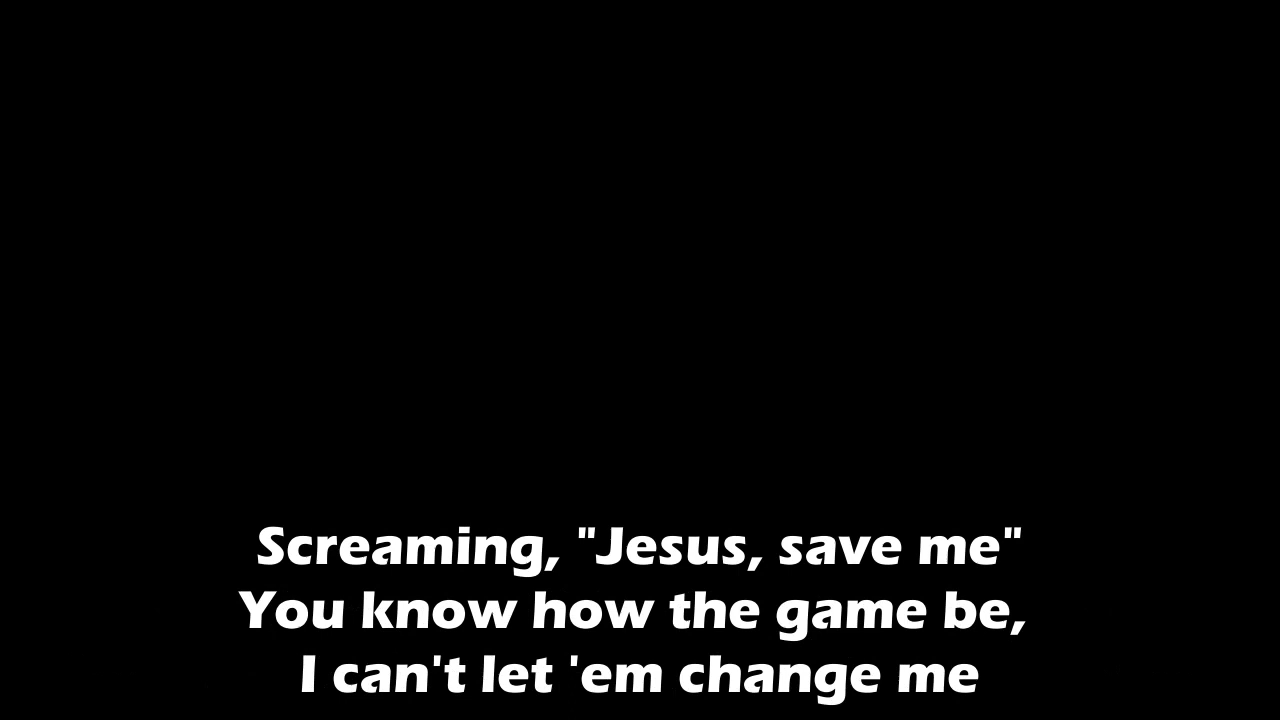 Screaming, "Jesus, save me"
You know how the game be,
I can't let 'em change me